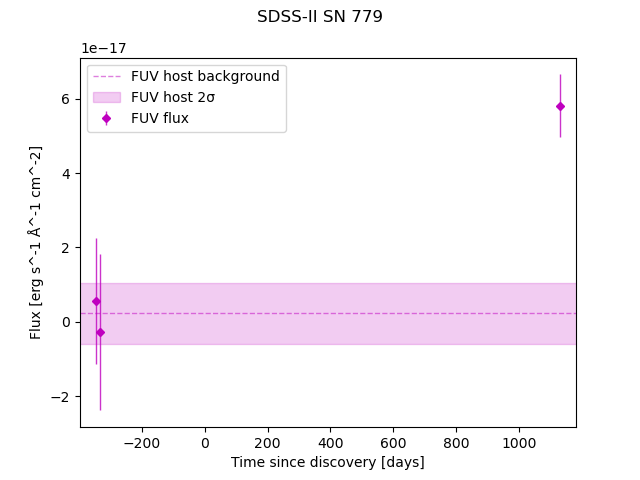 SDSS-II SN 779
1e−17
FUV host background
FUV host 2σ
FUV flux
6
4
2
0
−2
Flux [erg s^-1 Å^-1 cm^-2]
−200
0
200
400
600
800
1000
Time since discovery [days]